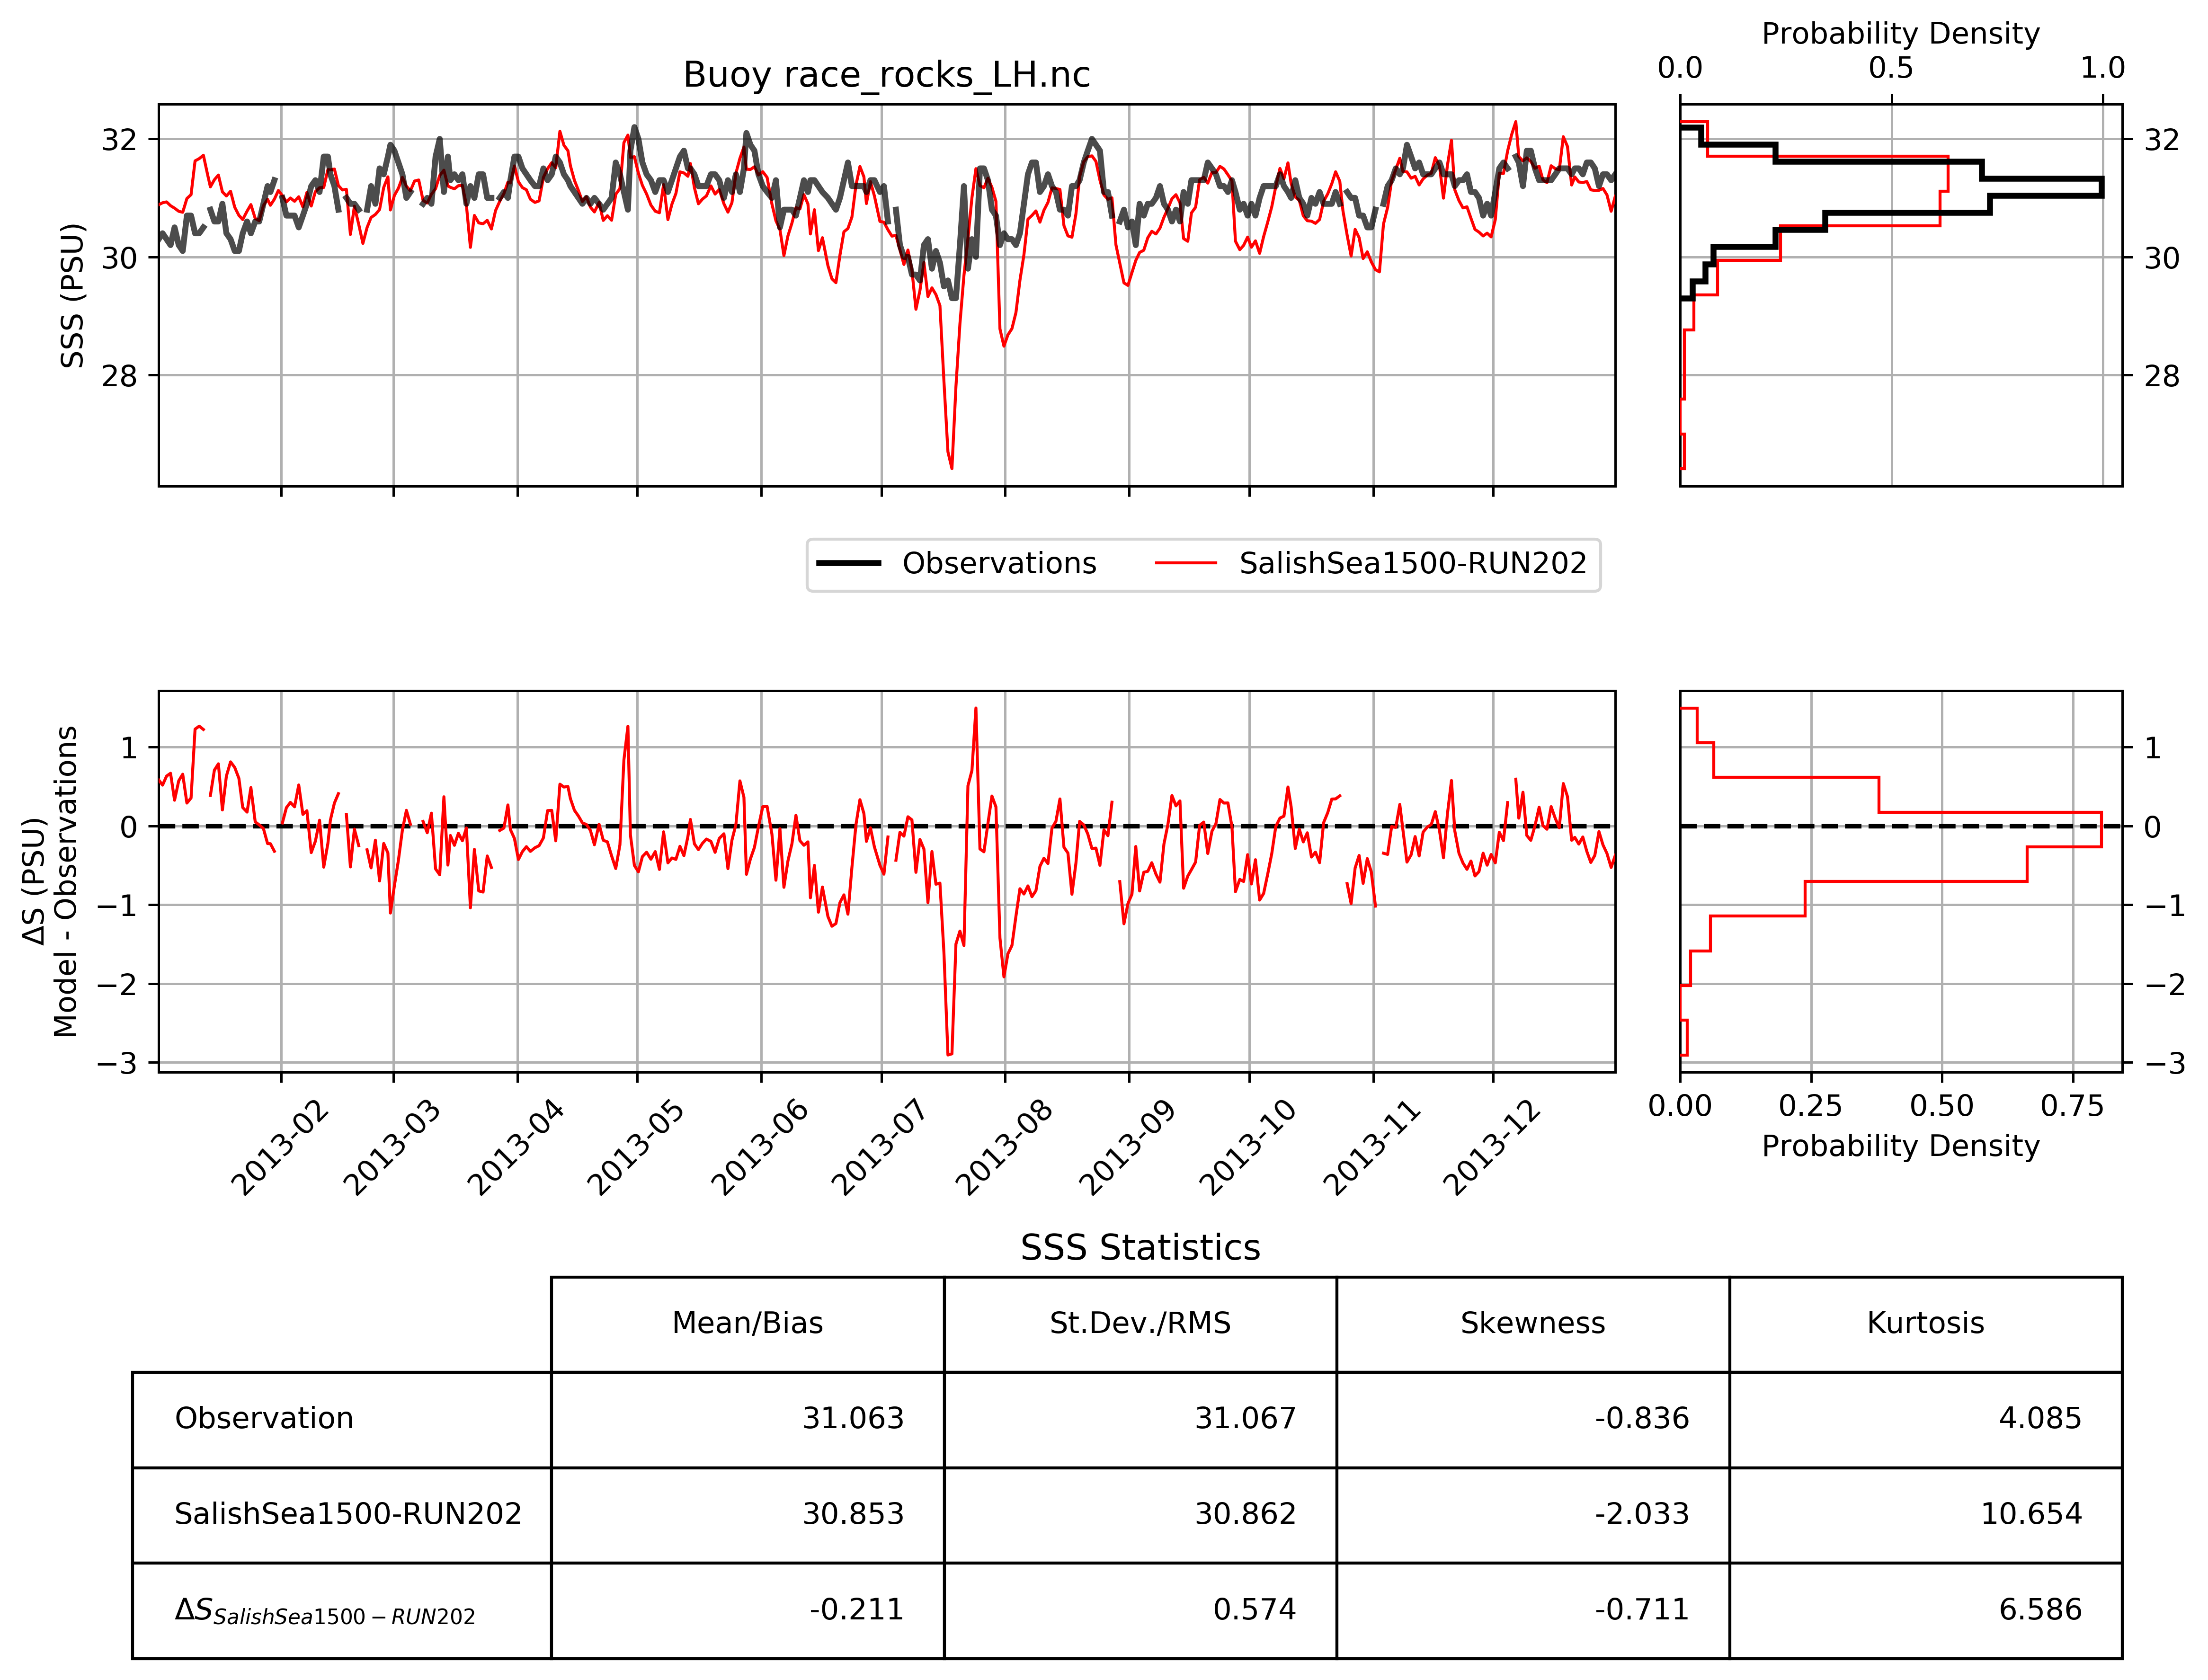 Probability Density
0.0 0.5 1.0
Buoy race_rocks_LH.nc
SSS (PSU)
32
30
28
32
30
28
Observations SalishSea1500-RUN202
ΔS (PSU)
Model - Observations
1
0
−1
−2
−3
1
0
−1
−2
−3
2013-02 2013-03 2013-04 2013-05 2013-06 2013-07 2013-08 2013-09 2013-10 2013-11 2013-12
0.00 0.25 0.50 0.75
Probability Density
SSS Statistics
Mean/Bias St.Dev./RMS Skewness Kurtosis
Observation 31.063 31.067 -0.836 4.085
SalishSea1500-RUN202 30.853 30.862 -2.033 10.654
ΔS SalishSea1500−RUN202 -0.211 0.574 -0.711 6.586